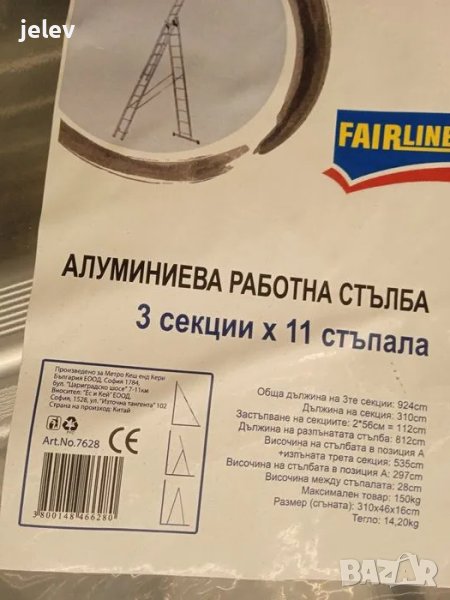 jelev
FAIRLINE
АЛУМИНИЕВА РАБОТНА СТЪЛБА
3 секции х 11 стъпала
Произведено за Метро Кеш енд Кери
България ЕООД, София 1784,
бул. "Цариградско шосе" 7-11км
Вносител: "Ес и Кей" ЕООД,
София, 1528, ул. "Източна тангента" 102
Страна на произход: Китай
Art.No.7628
CE
3800148466280
Обща дължина на 3те секции: 924cm
Дължина на секция: 310cm
Застъпване на секциите: 2*56cm = 112cm
Дължина на разпънатата стълба: 812cm
Височина на стълбата в позиция А
+изпъната трета секция: 535cm
Височина на стълбата в позиция А: 297cm
Височина между стъпалата: 28cm
Максимален товар: 150kg
Размер (сгъната): 310x46x16cm
Тегло: 14,20kg
BAZAR